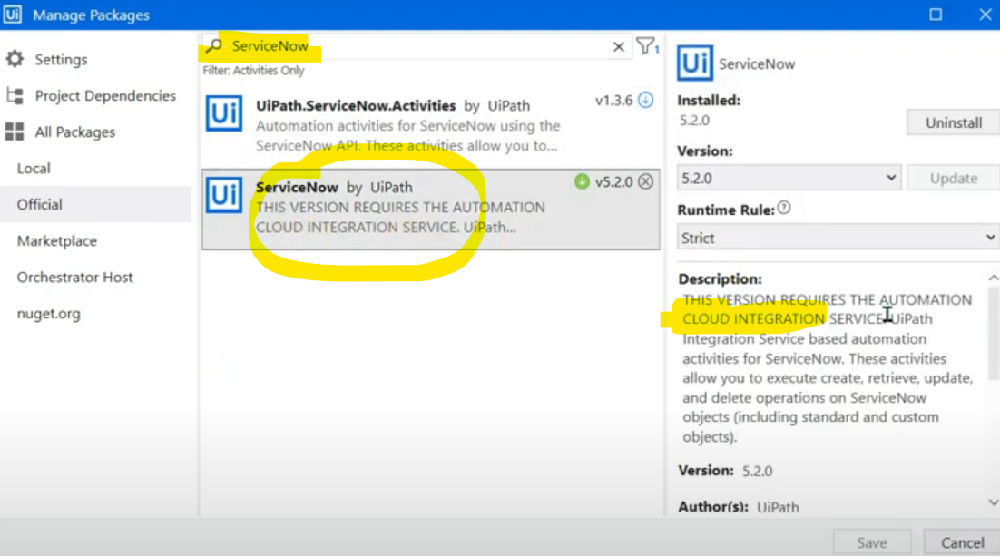 Ui Manage Packages
Settings
Project Dependencies
All Packages
Local
Official
Marketplace
Orchestrator Host
nuget.org
ServiceNow
1
Filter: Activities Only
Ui UiPath.ServiceNow.Activities by UiPath v1.3.6
Automation activities for ServiceNow using the
ServiceNow API. These activities allow you to...
Ui ServiceNow by UiPath v5.2.0
THIS VERSION REQUIRES THE AUTOMATION
CLOUD INTEGRATION SERVICE. UiPath...
Ui ServiceNow
Installed:
5.2.0
Uninstall
Version:
5.2.0
Update
Runtime Rule: ?
Strict
Description:
THIS VERSION REQUIRES THE AUTOMATION
CLOUD INTEGRATION SERVICE. UiPath
Integration Service based automation
activities for ServiceNow. These activities
allow you to execute create, retrieve, update,
and delete operations on ServiceNow
objects (including standard and custom
objects).
Version: 5.2.0
Author(s): UiPath
Save Cancel